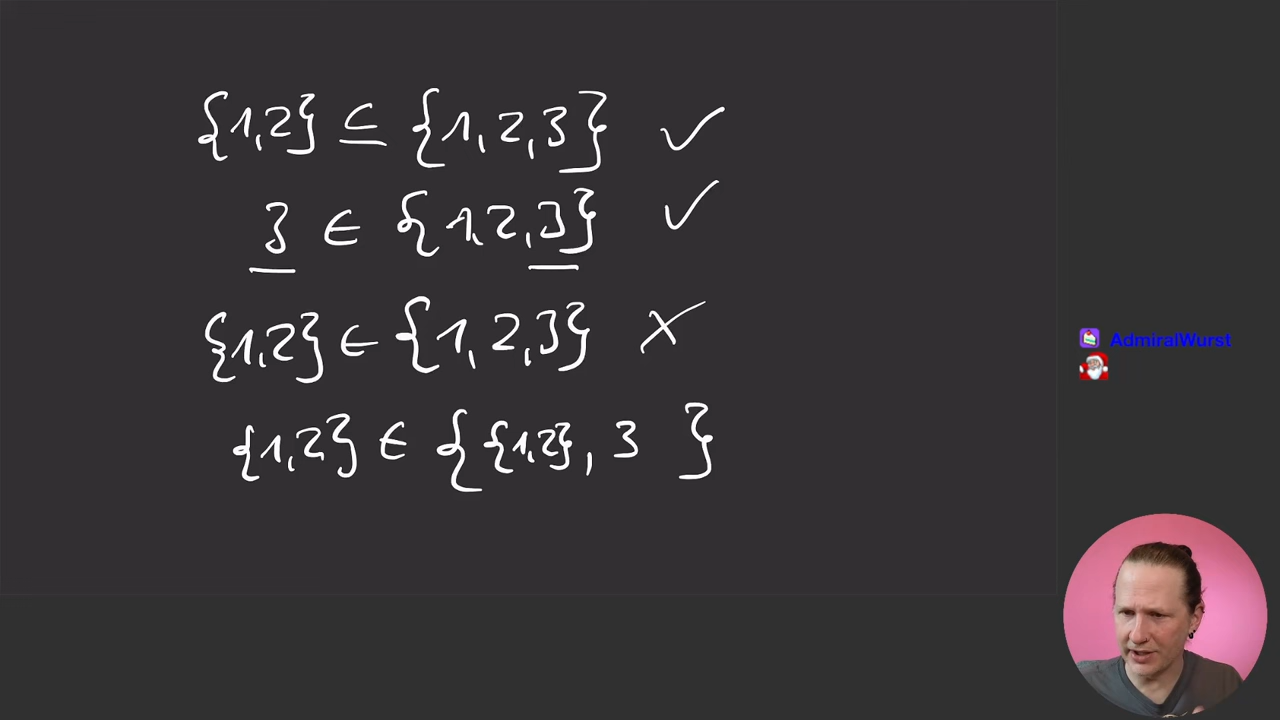 {1,2} ⊆ {1,2,3} ✓
3 ∈ {1,2,3} ✓
{1,2} ∈ {1,2,3} ✗
{1,2} ∈ {{1,2}, 3 }
AdmiralWurst